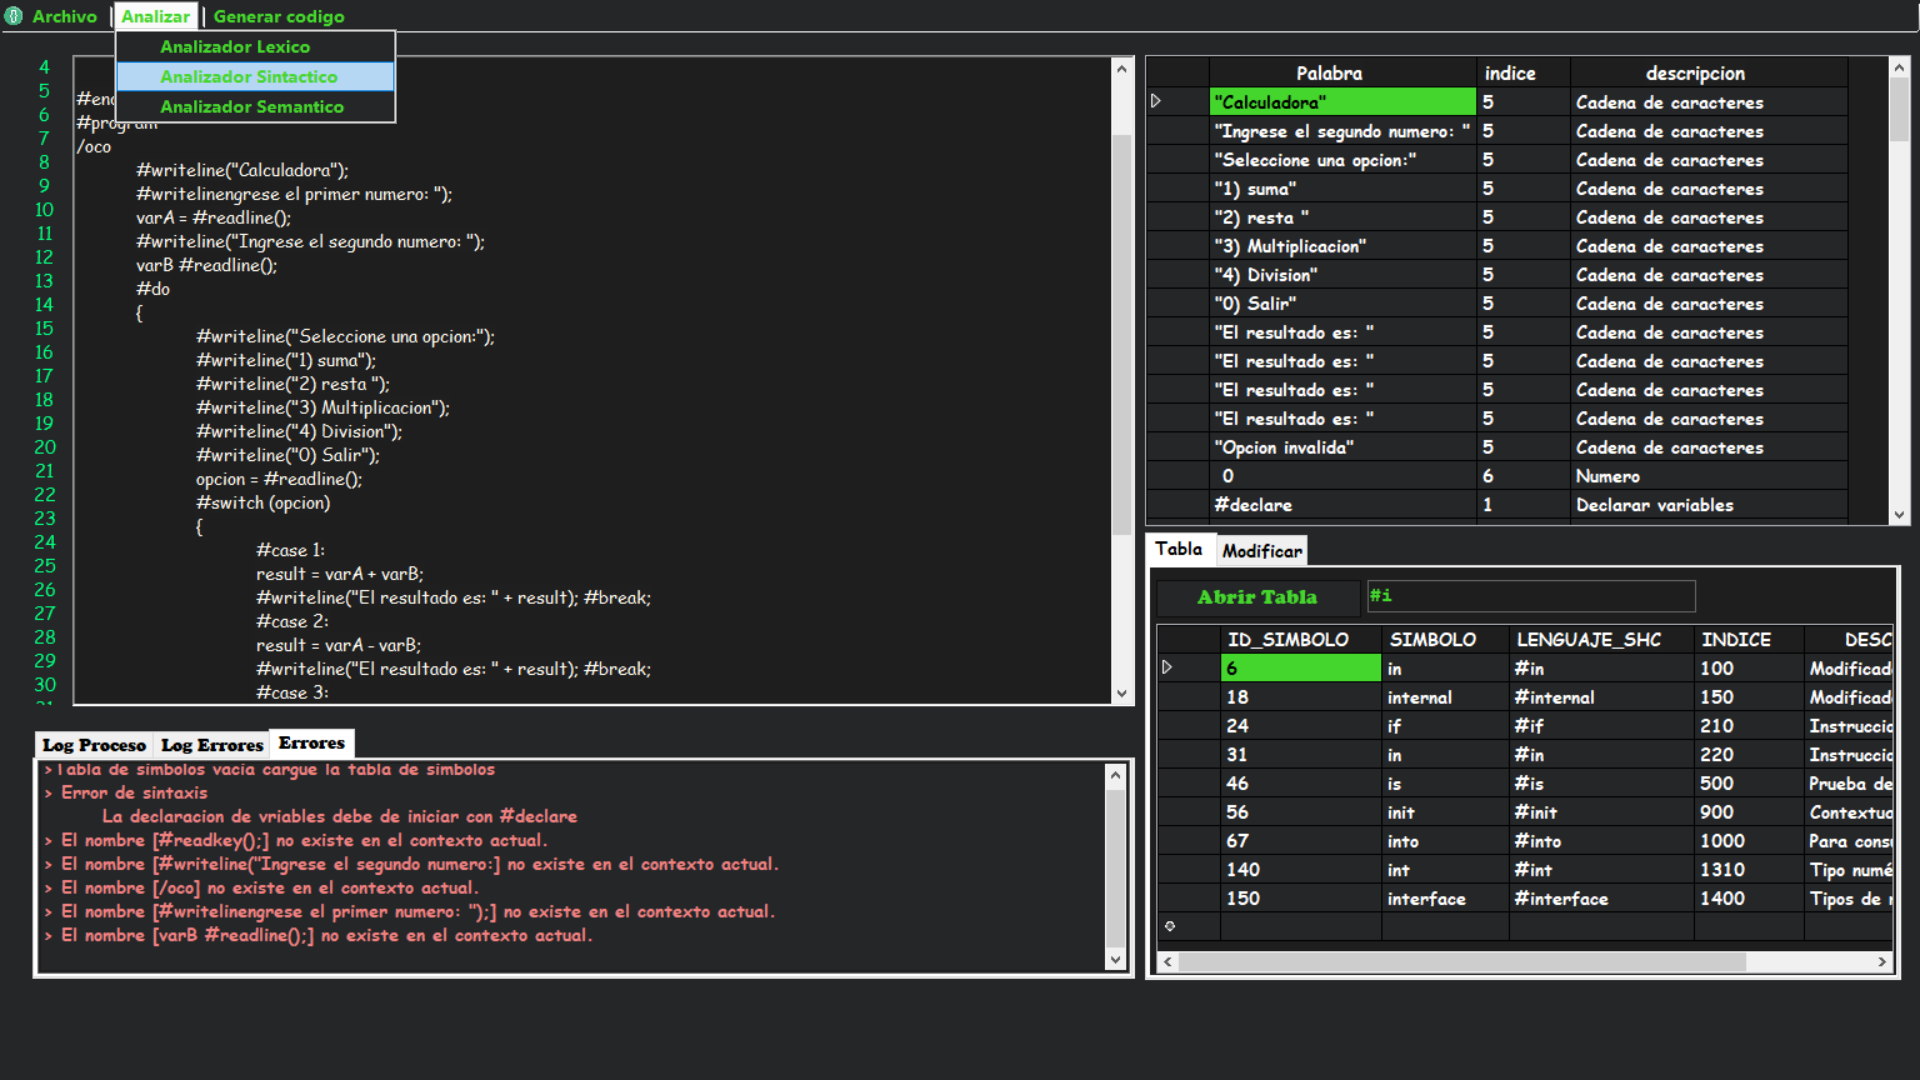 Archivo | Analizar | Generar codigo
Analizador Lexico
Analizador Sintactico
Analizador Semantico
4
5
6 #program
7 /oco
8 #writeline("Calculadora");
9 #writelinengrese el primer numero: ");
10 varA = #readline();
11 #writeline("Ingrese el segundo numero: ");
12 varB #readline();
13 #do
14 {
15 #writeline("Seleccione una opcion:");
16 #writeline("1) suma");
17 #writeline("2) resta ");
18 #writeline("3) Multiplicacion");
19 #writeline("4) Division");
20 #writeline("0) Salir");
21 opcion = #readline();
22 #switch (opcion)
23 {
24 #case 1:
25 result = varA + varB;
26 #writeline("El resultado es: " + result); #break;
27 #case 2:
28 result = varA - varB;
29 #writeline("El resultado es: " + result); #break;
30 #case 3:
Palabra indice descripcion
"Calculadora" 5 Cadena de caracteres
"Ingrese el segundo numero: " 5 Cadena de caracteres
"Seleccione una opcion:" 5 Cadena de caracteres
"1) suma" 5 Cadena de caracteres
"2) resta " 5 Cadena de caracteres
"3) Multiplicacion" 5 Cadena de caracteres
"4) Division" 5 Cadena de caracteres
"0) Salir" 5 Cadena de caracteres
"El resultado es: " 5 Cadena de caracteres
"El resultado es: " 5 Cadena de caracteres
"El resultado es: " 5 Cadena de caracteres
"El resultado es: " 5 Cadena de caracteres
"Opcion invalida" 5 Cadena de caracteres
0 6 Numero
#declare 1 Declarar variables
Tabla Modificar
Abrir Tabla #i
ID_SIMBOLO SIMBOLO LENGUAJE_SHC INDICE DESC
6 in #in 100 Modificad
18 internal #internal 150 Modificad
24 if #if 210 Instruccio
31 in #in 220 Instruccio
46 is #is 500 Prueba de
56 init #init 900 Contextuc
67 into #into 1000 Para cons
140 int #int 1310 Tipo numé
150 interface #interface 1400 Tipos de
Log Proceso Log Errores Errores
>Tabla de simbolos vacia cargue la tabla de simbolos
> Error de sintaxis
La declaracion de vriables debe de iniciar con #declare
> El nombre [#readkey();] no existe en el contexto actual.
> El nombre [#writeline("Ingrese el segundo numero:] no existe en el contexto actual.
> El nombre [/oco] no existe en el contexto actual.
> El nombre [#writelinengrese el primer numero: ");] no existe en el contexto actual.
> El nombre [varB #readline();] no existe en el contexto actual.